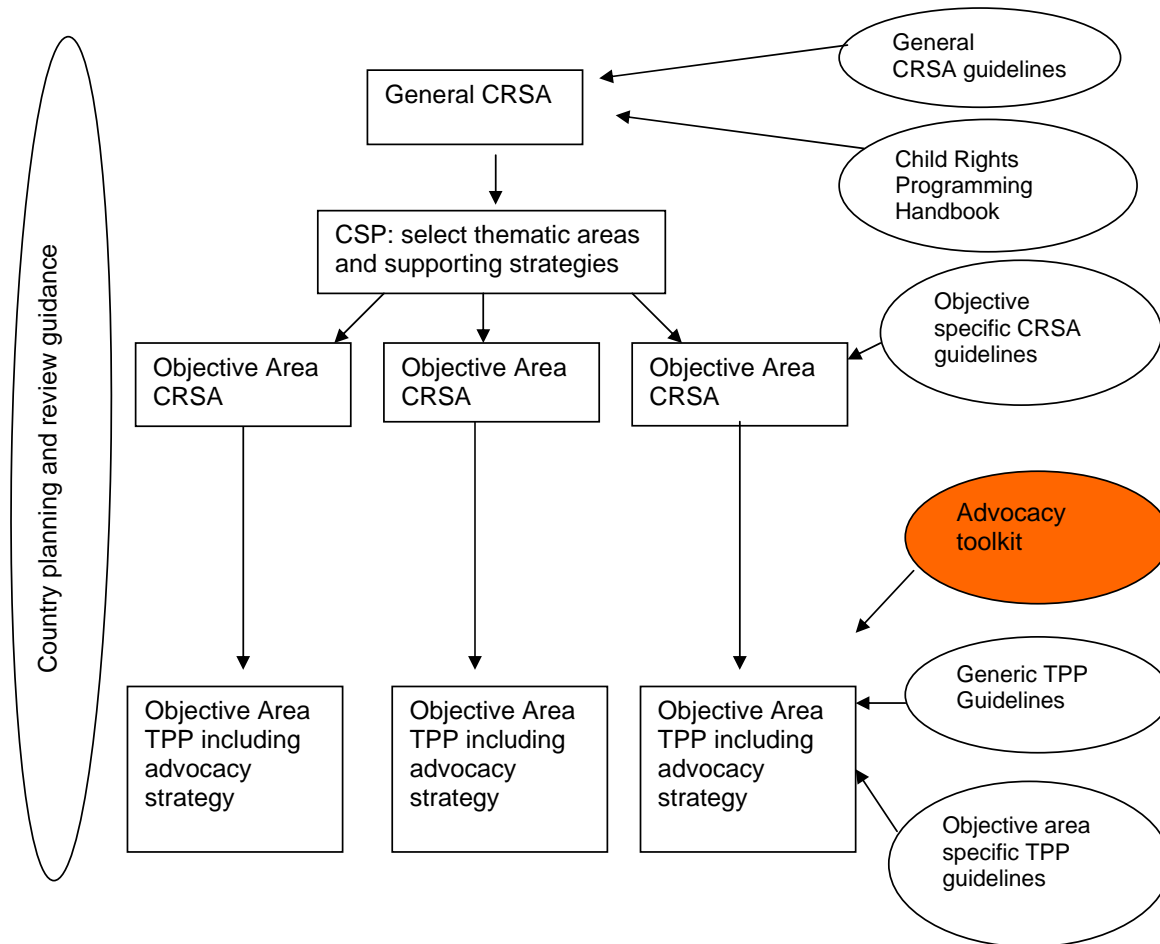 General
CRSA guidelines
General CRSA
Child Rights
Programming
Handbook
CSP: select thematic areas
and supporting strategies
Objective
specific CRSA
guidelines
Objective Area
CRSA
Objective Area
CRSA
Objective Area
CRSA
Country planning and review guidance
Advocacy
toolkit
Generic TPP
Guidelines
Objective Area
TPP including
advocacy
strategy
Objective Area
TPP including
advocacy
strategy
Objective Area
TPP including
advocacy
strategy
Objective area
specific TPP
guidelines